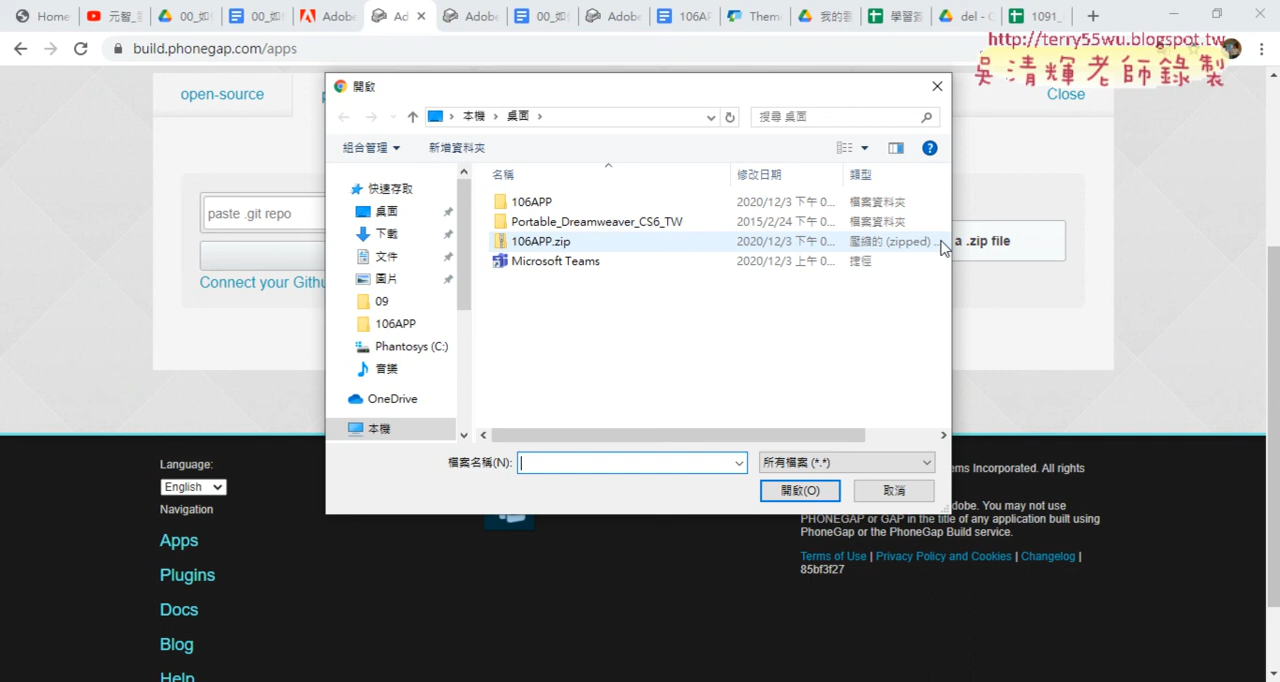 Home
元智_
00_如
00_如
Adobe
Ad
Adobe
00_如
Adobe
106AP
Them
我的雲
學習簽
del - G
1091_
build.phonegap.com/apps
http://terry55wu.blogspot.tw
吳清輝老師錄製
open-source
Close
paste .git repo
a .zip file
Connect your Githu
開啟
本機 › 桌面 ›
搜尋 桌面
組合管理
新增資料夾
名稱 修改日期 類型
快速存取
桌面
下載
文件
圖片
09
106APP
Phantosys (C:)
音樂
OneDrive
本機
106APP 2020/12/3 下午 0... 檔案資料夾
Portable_Dreamweaver_CS6_TW 2015/2/24 下午 0... 檔案資料夾
106APP.zip 2020/12/3 下午 0... 壓縮的 (zipped) ...
Microsoft Teams 2020/12/3 上午 0... 捷徑
檔案名稱(N):
所有檔案 (*.*)
開啟(O)
取消
Language:
English
Navigation
Apps
Plugins
Docs
Blog
Help
ems Incorporated. All rights
dobe. You may not use
PHONEGAP or GAP in the title of any application built using
PhoneGap or the PhoneGap Build service.
Terms of Use | Privacy Policy and Cookies | Changelog |
85bf3f27